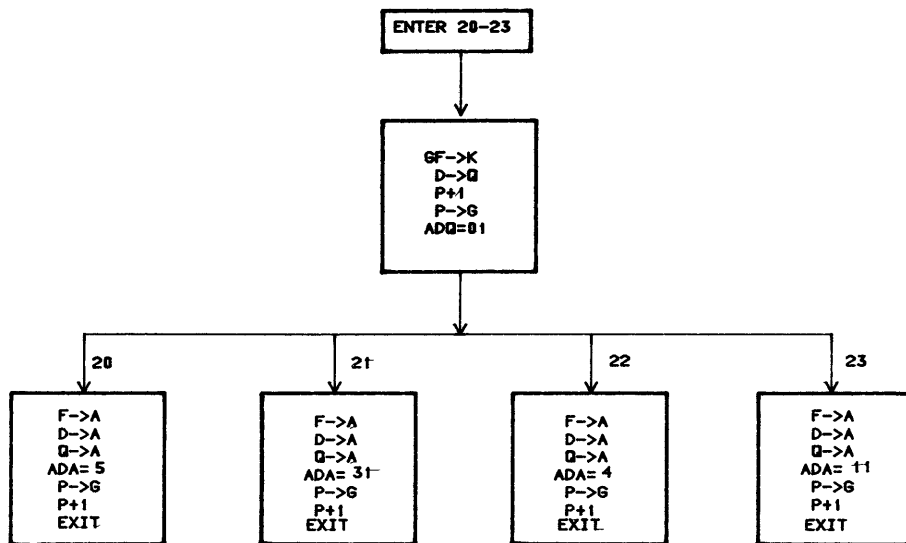 ENTER 20-23
GF->K
D->Q
P+1
P->G
ADQ=01
20
21
22
23
F->A
D->A
Q->A
ADA= 5
P->G
P+1
EXIT
F->A
D->A
Q->A
ADA= 31
P->G
P+1
EXIT
F->A
D->A
Q->A
ADA= 4
P->G
P+1
EXIT
F->A
D->A
Q->A
ADA= 11
P->G
P+1
EXIT